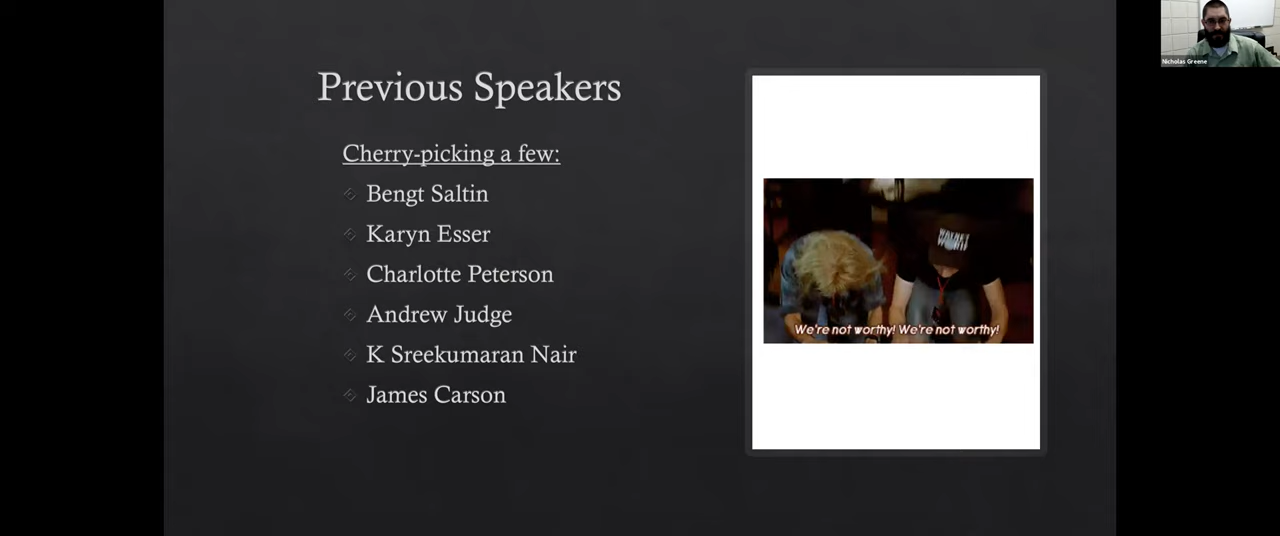 Previous Speakers
Cherry-picking a few:
Bengt Saltin
Karyn Esser
Charlotte Peterson
Andrew Judge
K Sreekumaran Nair
James Carson
We're not worthy! We're not worthy!
Nicholas Greene